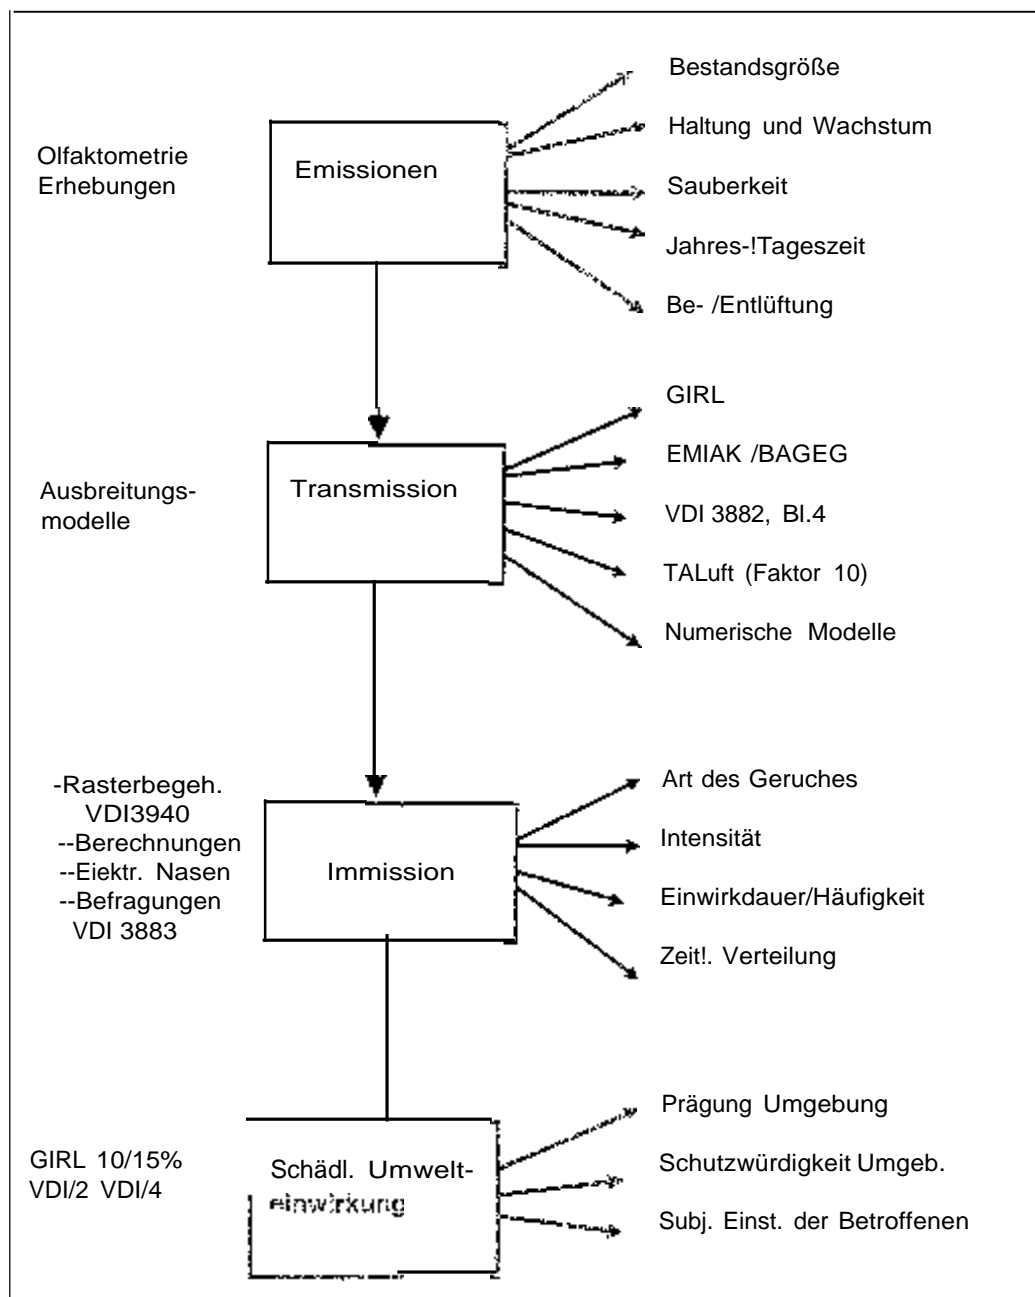 Olfaktometrie
Erhebungen
Emissionen
Bestandsgröße
Haltung und Wachstum
Sauberkeit
Jahres-!Tageszeit
Be- /Entlüftung
Ausbreitungs-
modelle
Transmission
GIRL
EMIAK /BAGEG
VDI 3882, BI.4
TALuft (Faktor 10)
Numerische Modelle
-Rasterbegeh.
VDI3940
--Berechnungen
--Eiektr. Nasen
--Befragungen
VDI 3883
Immission
Art des Geruches
Intensität
Einwirkdauer/Häufigkeit
Zeit!. Verteilung
GIRL 10/15%
VDI/2 VDI/4
Schädl. Umwelt-
einwirkung
Prägung Umgebung
Schutzwürdigkeit Umgeb.
Subj. Einst. der Betroffenen